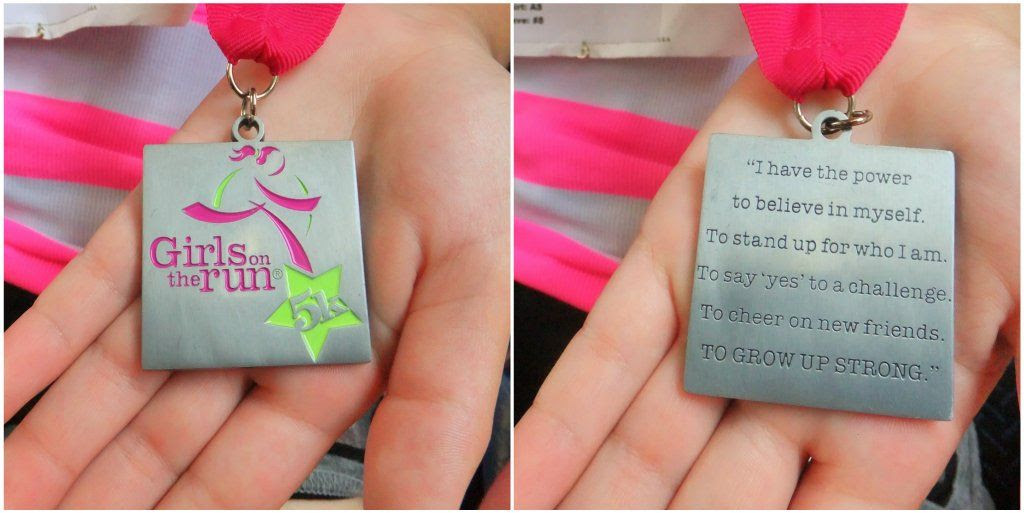 Girls on
the run®
5k
"I have the power
to believe in myself.
To stand up for who I am.
To say 'yes' to a challenge.
To cheer on new friends.
TO GROW UP STRONG."